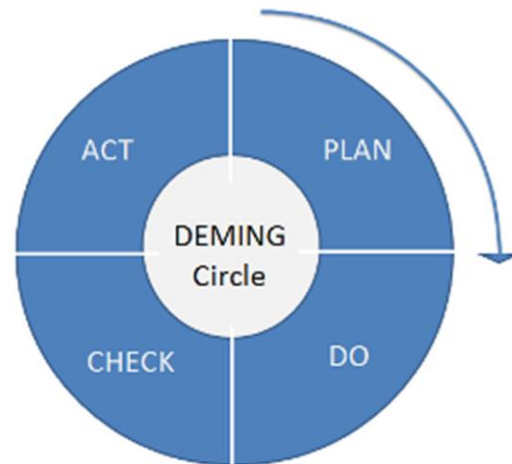 ACT
PLAN
DEMING
Circle
CHECK
DO